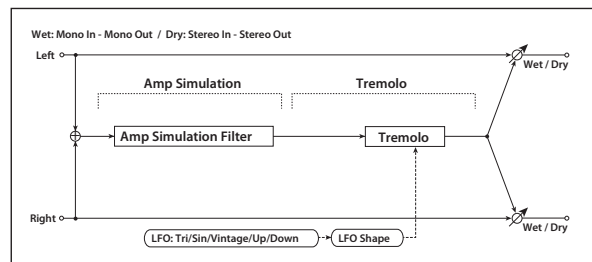 Wet: Mono In - Mono Out / Dry: Stereo In - Stereo Out
Left
Wet / Dry
Amp Simulation
Tremolo
Amp Simulation Filter
Tremolo
Right
Wet / Dry
LFO: Tri/Sin/Vintage/Up/Down
LFO Shape